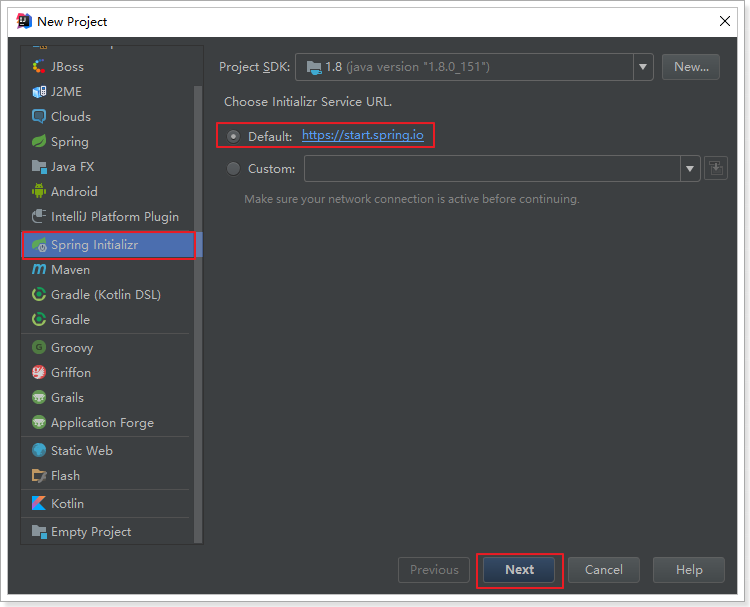 New Project
JBoss
J2ME
Clouds
Spring
Java FX
Android
IntelliJ Platform Plugin
Spring Initializr
Maven
Gradle (Kotlin DSL)
Gradle
Groovy
Griffon
Grails
Application Forge
Static Web
Flash
Kotlin
Empty Project
Project SDK: 1.8 (java version "1.8.0_151") New...
Choose Initializr Service URL.
Default: https://start.spring.io
Custom:
Make sure your network connection is active before continuing.
Previous Next Cancel Help